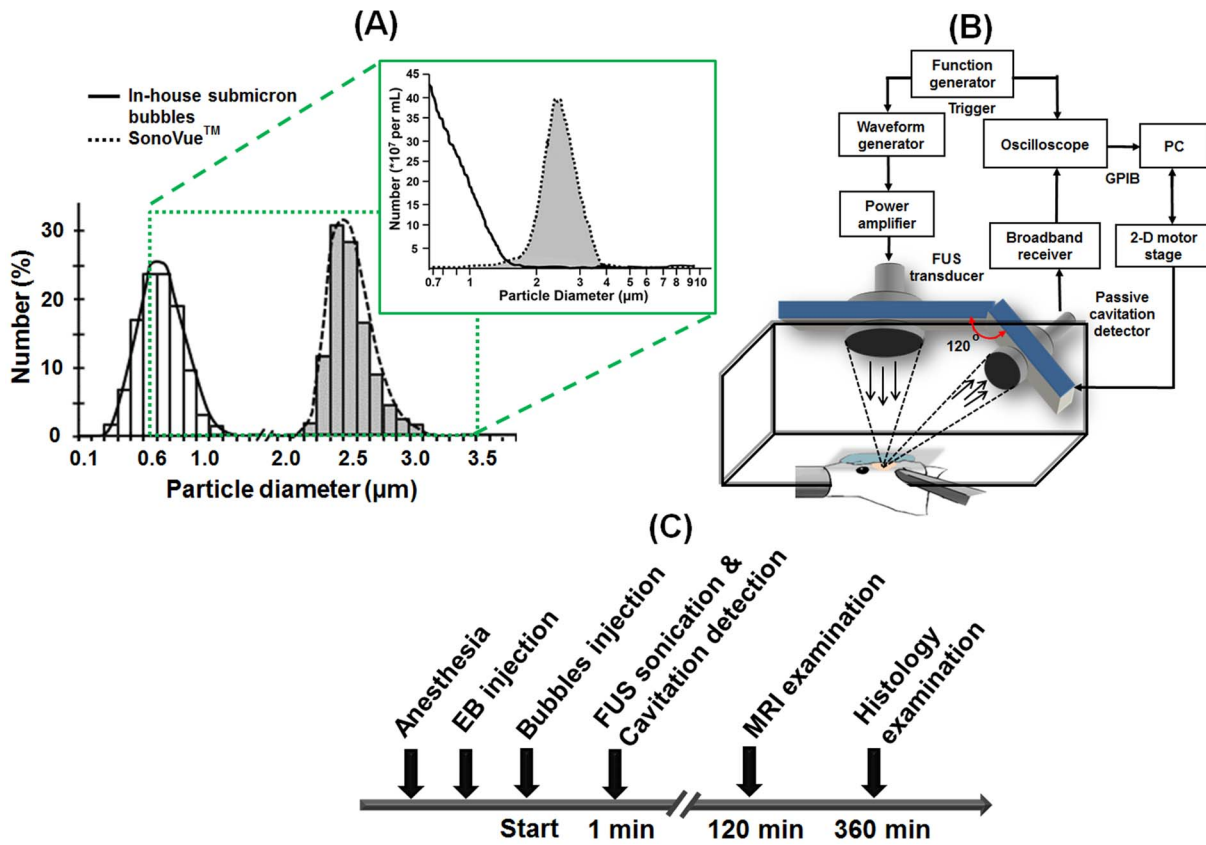 (A)
In-house submicron
bubbles
SonoVue™
Number (%)
30
20
10
0
0.1 0.6 1.0 2.0 2.5 3.0 3.5
Particle diameter (µm)
Number (*10⁷ per mL)
45
40
35
30
25
20
15
10
5
0.7 1 2 3 4 5 6 7 8 9 10
Particle Diameter (µm)
(B)
Function
generator
Trigger
Waveform
generator
Oscilloscope
PC
GPIB
Power
amplifier
Broadband
receiver
2-D motor
stage
FUS
transducer
Passive
cavitation
detector
120°
(C)
Anesthesia
EB injection
Bubbles injection
FUS sonication &
Cavitation detection
MRI examination
Histology
examination
Start 1 min 120 min 360 min